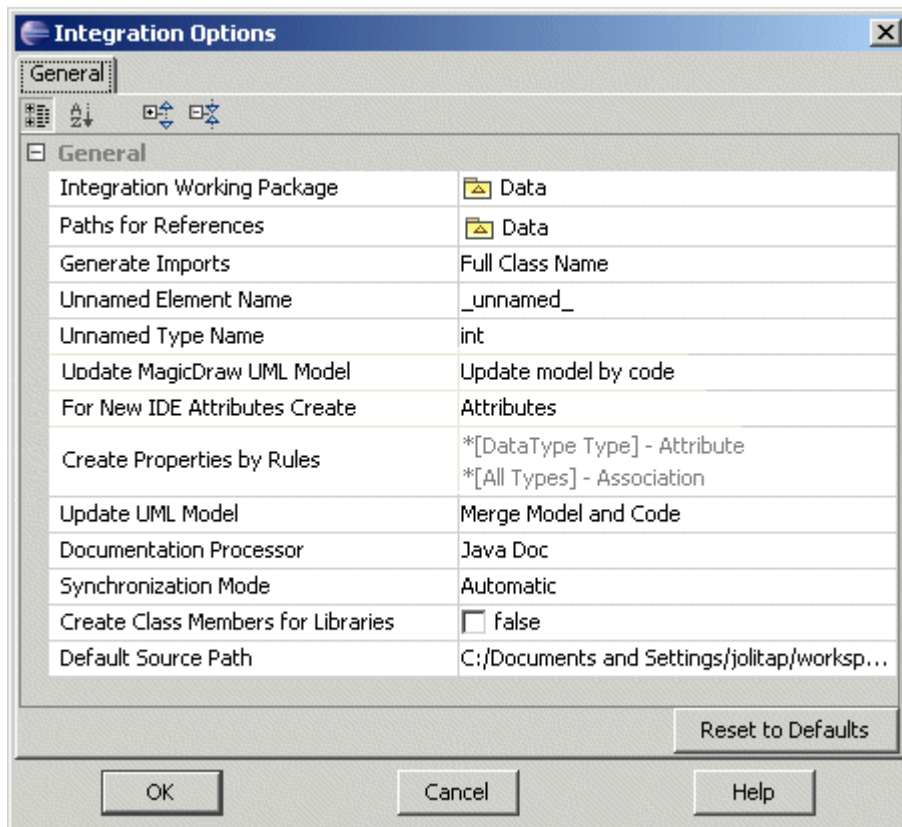 Integration Options
General
General
Integration Working Package Data
Paths for References Data
Generate Imports Full Class Name
Unnamed Element Name _unnamed_
Unnamed Type Name int
Update MagicDraw UML Model Update model by code
For New IDE Attributes Create Attributes
Create Properties by Rules *[DataType Type] - Attribute
*[All Types] - Association
Update UML Model Merge Model and Code
Documentation Processor Java Doc
Synchronization Mode Automatic
Create Class Members for Libraries false
Default Source Path C:/Documents and Settings/jolitap/worksp...
Reset to Defaults
OK Cancel Help